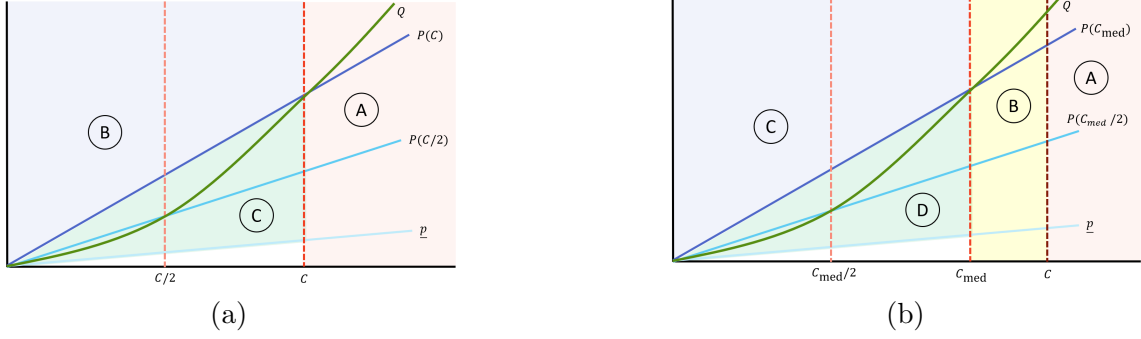 Q
P(C)
A
B
P(C/2)
C
p
C/2
C
(a)
Q
P(C_med)
A
B
C
P(C_med /2)
D
p
C_med/2
C_med
C
(b)